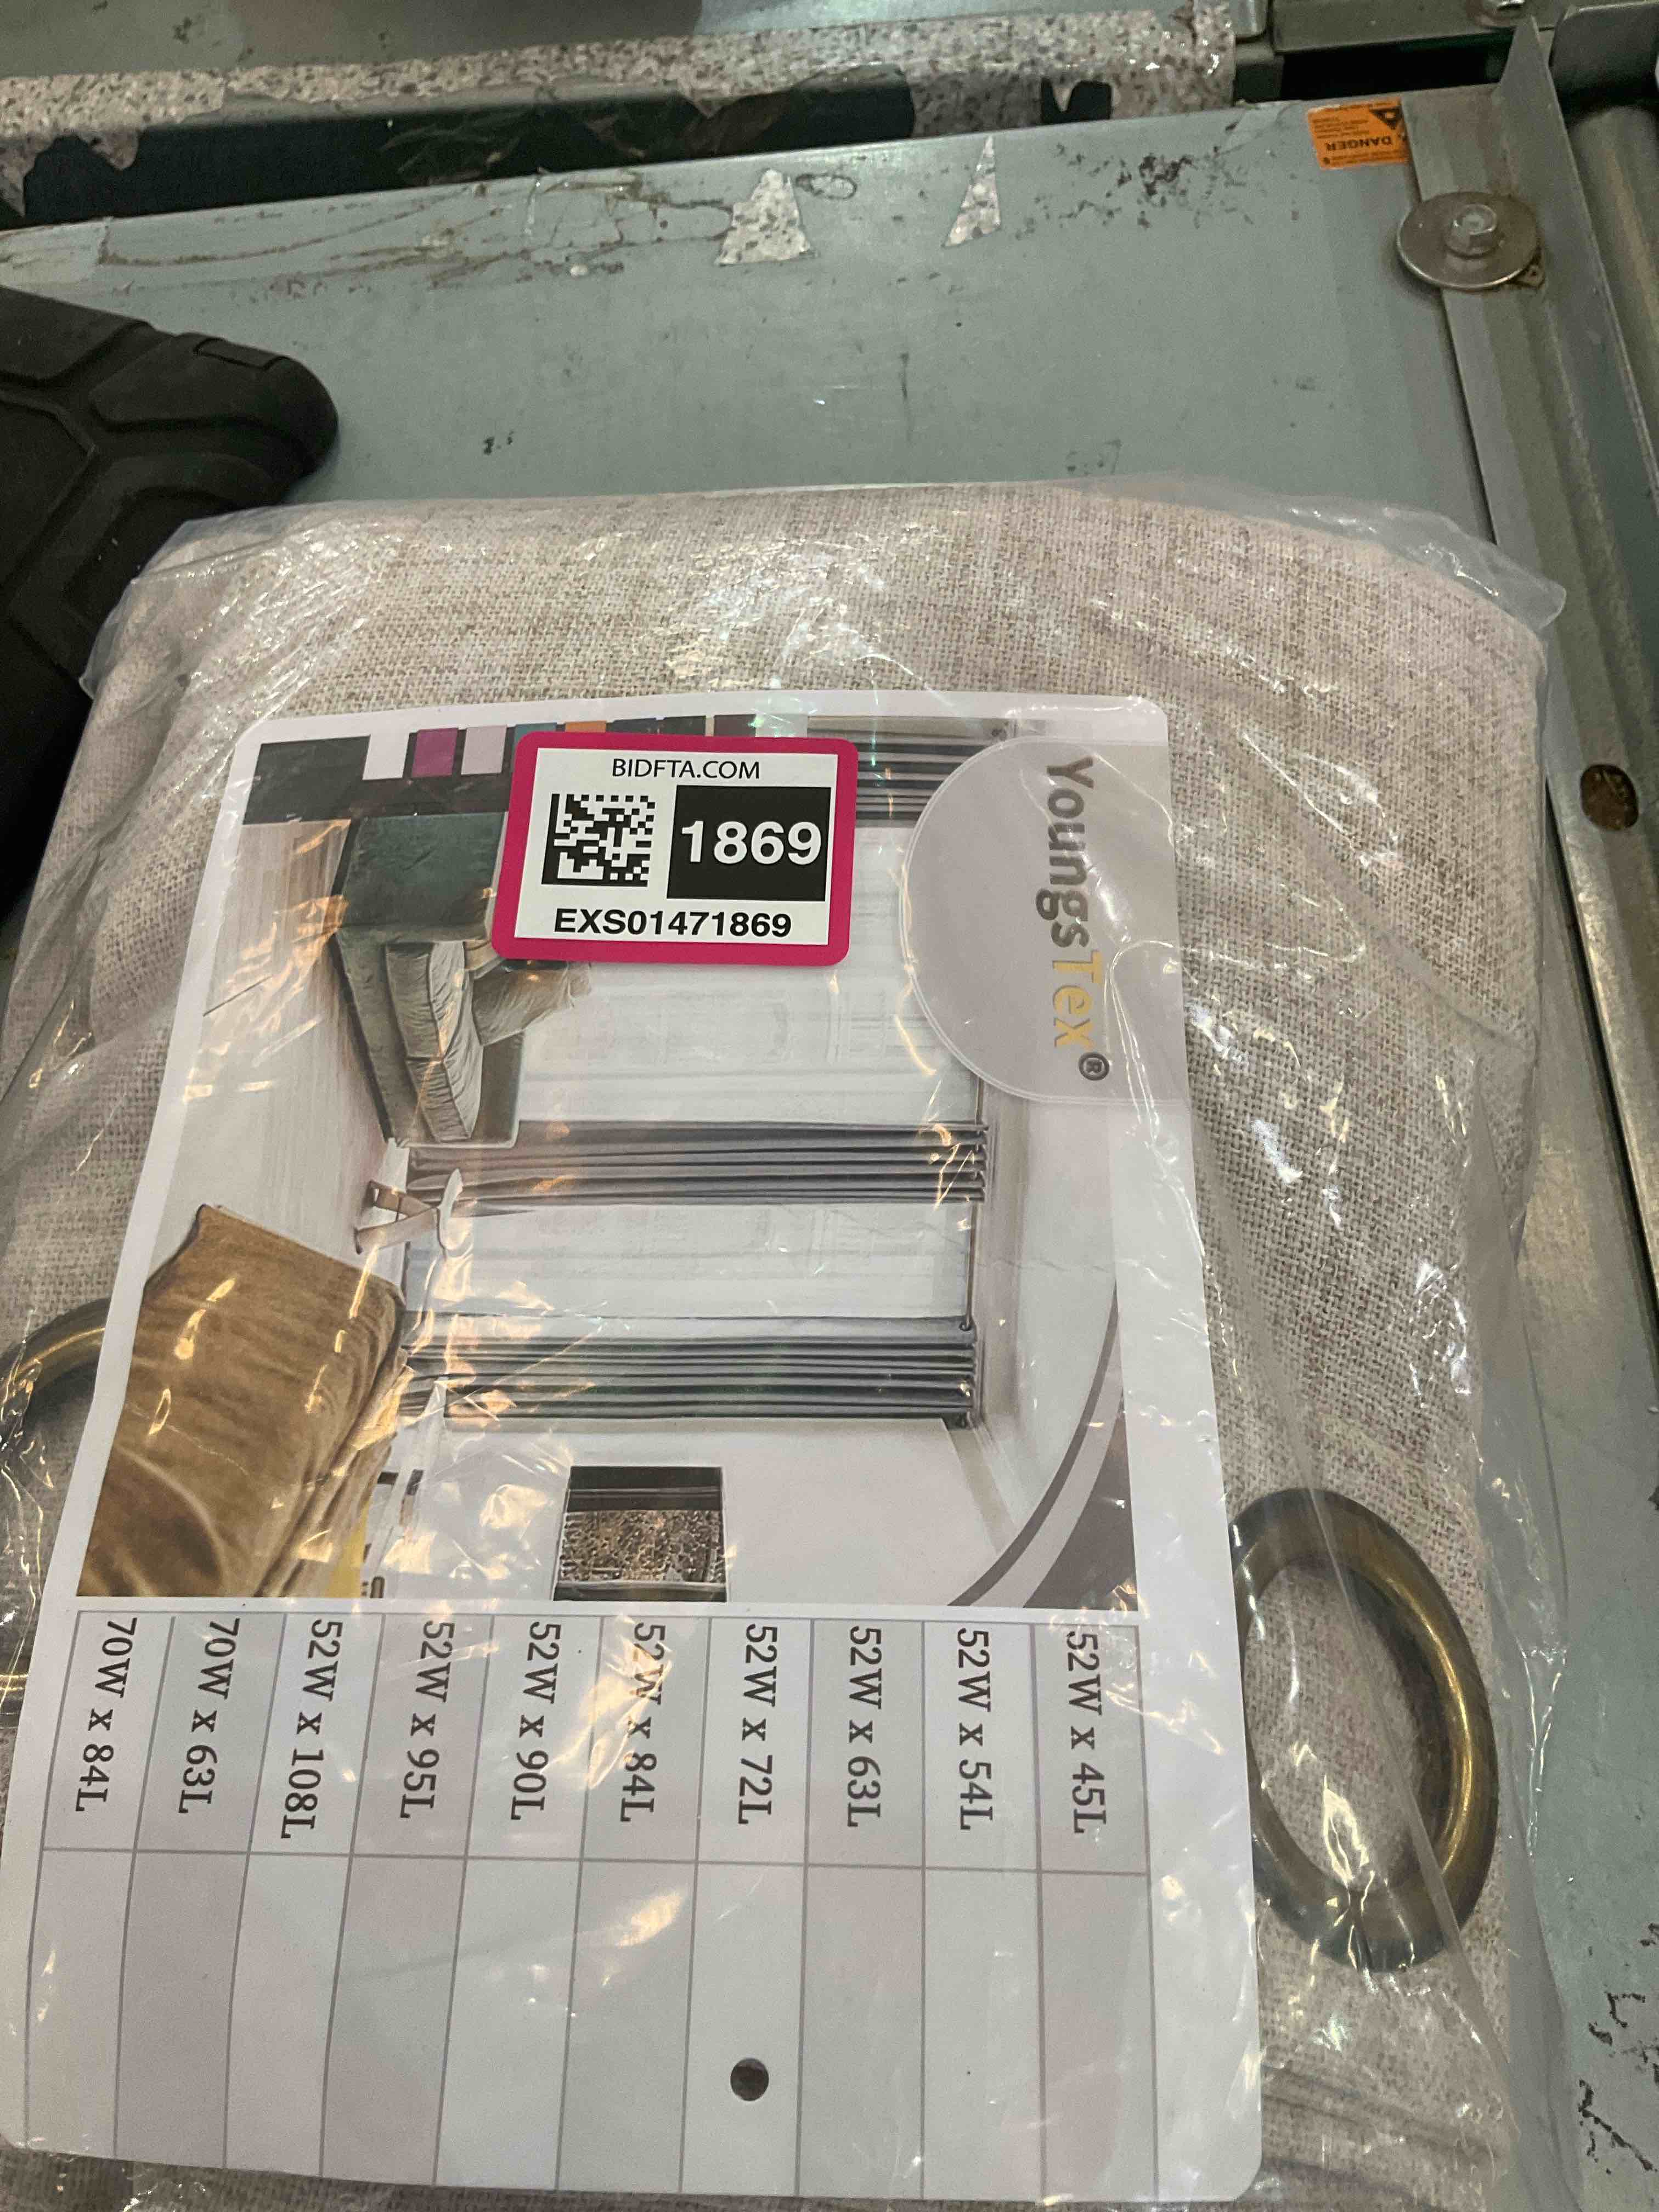 DANGER
BIDFTA.COM
1869
EXS01471869
YoungsTex®
52W x 45L
52W x 54L
52W x 63L
52W x 72L
52W x 84L
52W x 90L
52W x 95L
52W x 108L
70W x 63L
70W x 84L